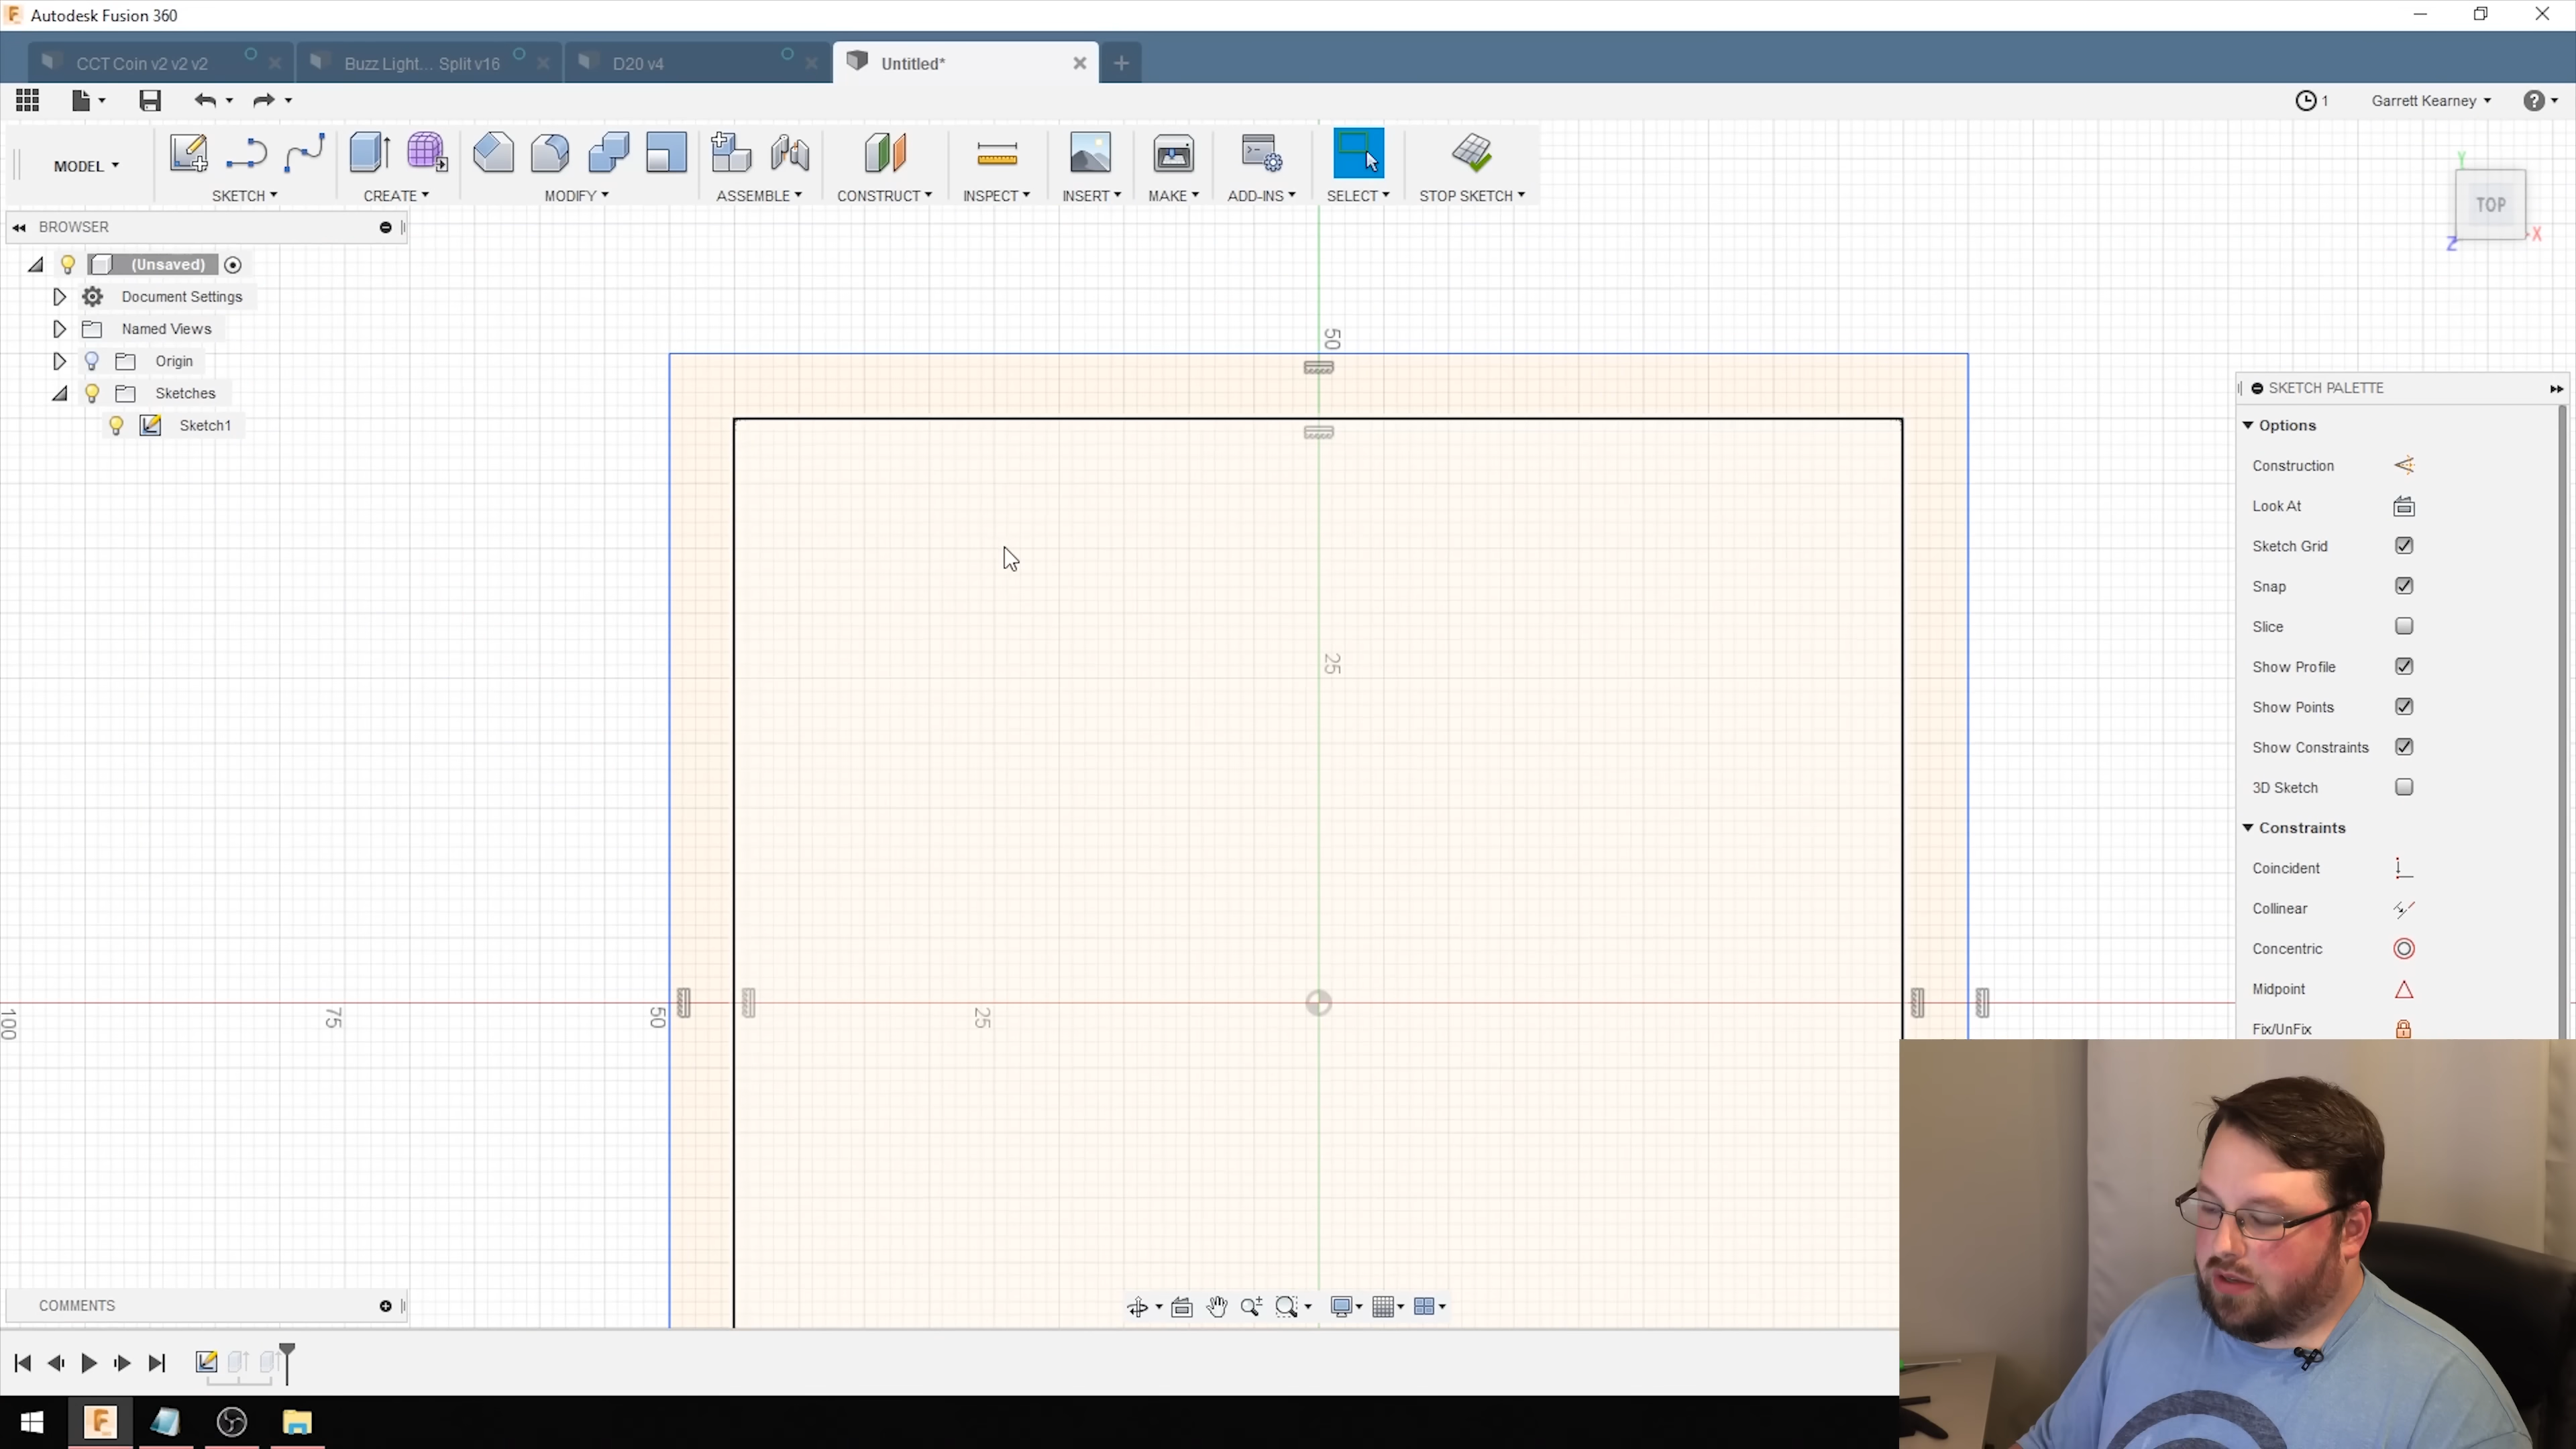 Autodesk Fusion 360
CCT Coin v2 v2 v2
Buzz Light... Split v16
D20 v4
Untitled*
1
Garrett Kearney
MODEL
SKETCH
CREATE
MODIFY
ASSEMBLE
CONSTRUCT
INSPECT
INSERT
MAKE
ADD-INS
SELECT
STOP SKETCH
Y
TOP
Z
X
BROWSER
(Unsaved)
Document Settings
Named Views
Origin
Sketches
Sketch1
50
25
100
75
50
25
SKETCH PALETTE
Options
Construction
Look At
Sketch Grid
Snap
Slice
Show Profile
Show Points
Show Constraints
3D Sketch
Constraints
Coincident
Collinear
Concentric
Midpoint
Fix/UnFix
COMMENTS